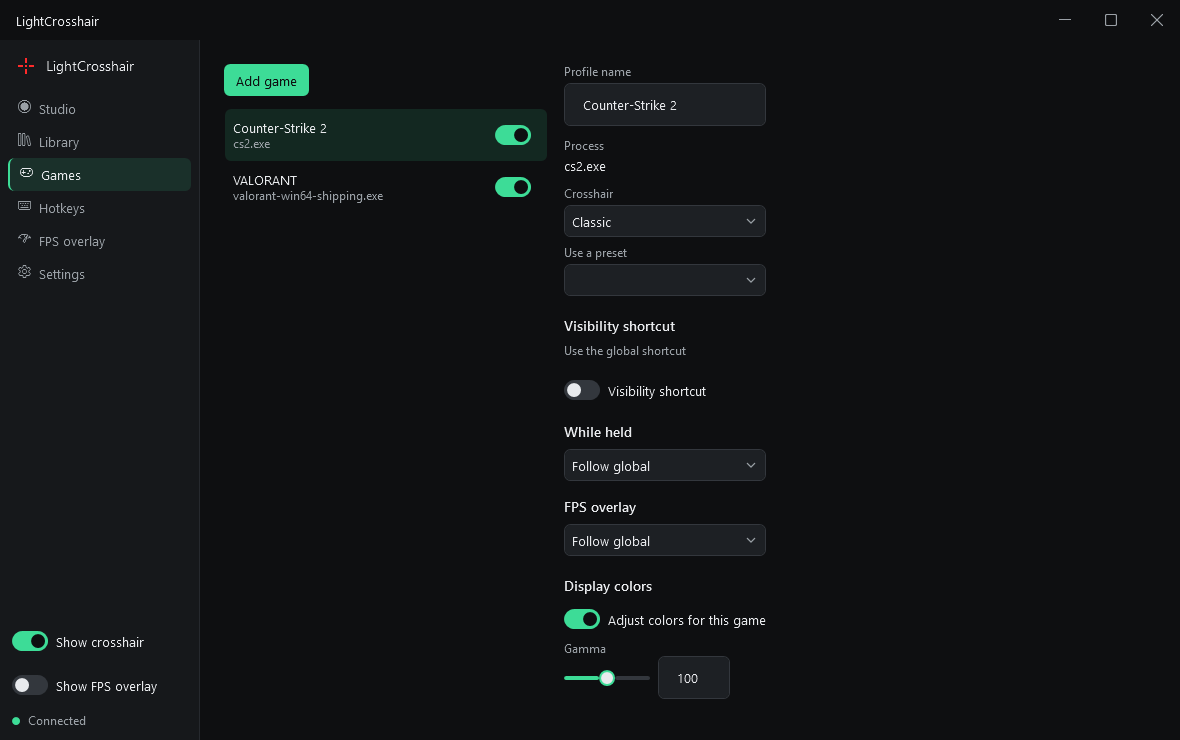 LightCrosshair
LightCrosshair
Studio
Library
Games
Hotkeys
FPS overlay
Settings
Show crosshair
Show FPS overlay
Connected
Add game
Counter-Strike 2
cs2.exe
VALORANT
valorant-win64-shipping.exe
Profile name
Counter-Strike 2
Process
cs2.exe
Crosshair
Classic
Use a preset
Visibility shortcut
Use the global shortcut
Visibility shortcut
While held
Follow global
FPS overlay
Follow global
Display colors
Adjust colors for this game
Gamma
100